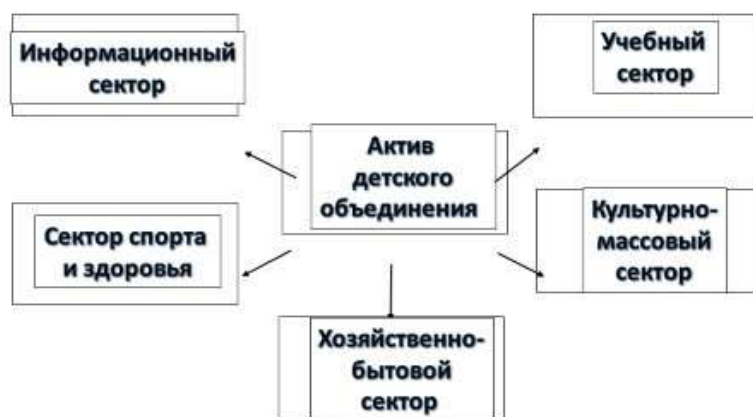 Информационный
сектор
Учебный
сектор
Актив
детского
объединения
Сектор спорта
и здоровья
Культурно-
массовый
сектор
Хозяйственно-
бытовой
сектор